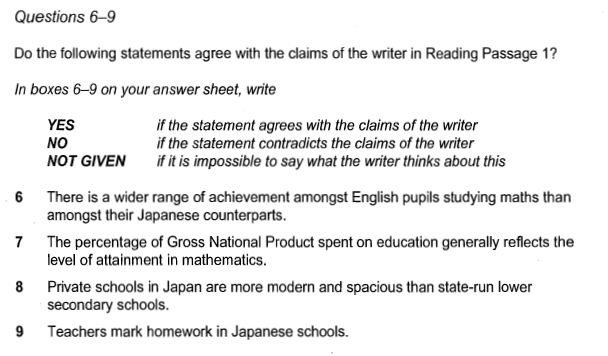 Questions 6–9
Do the following statements agree with the claims of the writer in Reading Passage 1?
In boxes 6–9 on your answer sheet, write
YES if the statement agrees with the claims of the writer
NO if the statement contradicts the claims of the writer
NOT GIVEN if it is impossible to say what the writer thinks about this
6 There is a wider range of achievement amongst English pupils studying maths than
amongst their Japanese counterparts.
7 The percentage of Gross National Product spent on education generally reflects the
level of attainment in mathematics.
8 Private schools in Japan are more modern and spacious than state-run lower
secondary schools.
9 Teachers mark homework in Japanese schools.